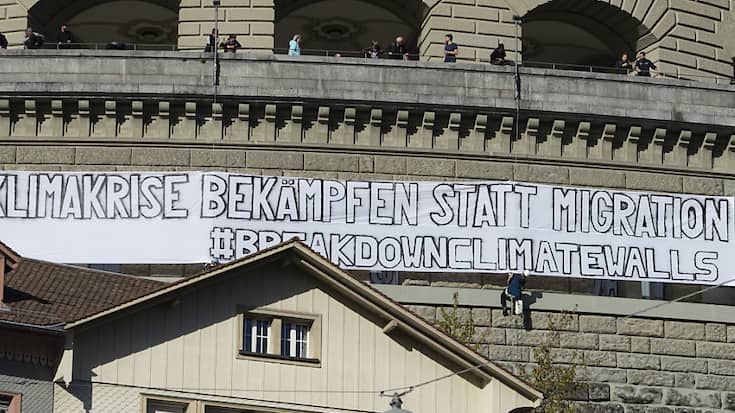 KLIMAKRISE BEKÄMPFEN STATT MIGRATION
#BREAKDOWNCLIMATEWALLS